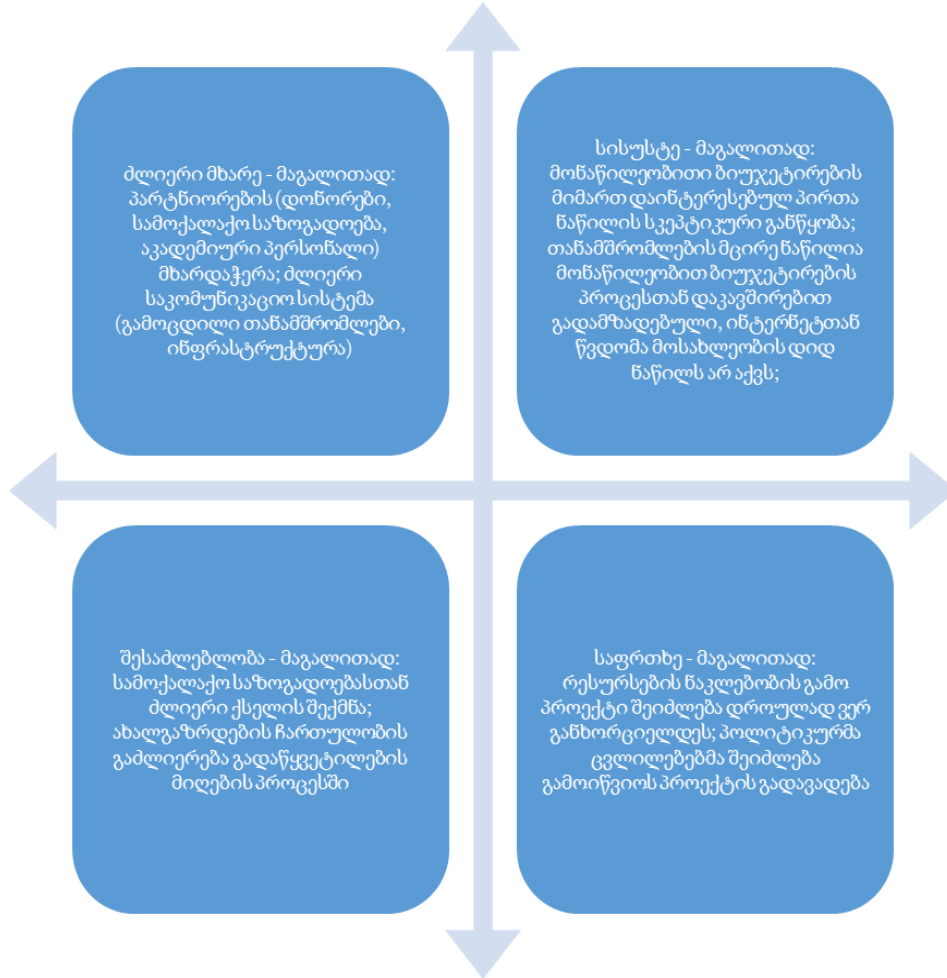 ძლიერი მხარე - მაგალითად:
პარტნიორების (დონორები,
სამოქალაქო საზოგადოება,
აკადემიური პერსონალი)
მხარდაჭერა; ძლიერი
საკომუნიკაციო სისტემა
(გამოცდილი თანამშრომლები,
ინფრასტრუქტურა)
სისუსტე - მაგალითად:
მონაწილეობითი ბიუჯეტირების
მიმართ დაინტერესებულ პირთა
ნაწილის სკეპტიკური განწყობა;
თანამშრომლების მცირე ნაწილია
მონაწილეობით ბიუჯეტირების
პროცესთან დაკავშირებით
გადამზადებული, ინტერნეტთან
წვდომა მოსახლეობის დიდ
ნაწილს არ აქვს;
შესაძლებლობა - მაგალითად:
სამოქალაქო საზოგადოებასთან
ძლიერი ქსელის შექმნა;
ახალგაზრდების ჩართულობის
გაძლიერება გადაწყვეტილების
მიღების პროცესში
საფრთხე - მაგალითად:
რესურსების ნაკლებობის გამო
პროექტი შეიძლება დროულად ვერ
განხორციელდეს; პოლიტიკურმა
ცვლილებებმა შეიძლება
გამოიწვიოს პროექტის გადავადება